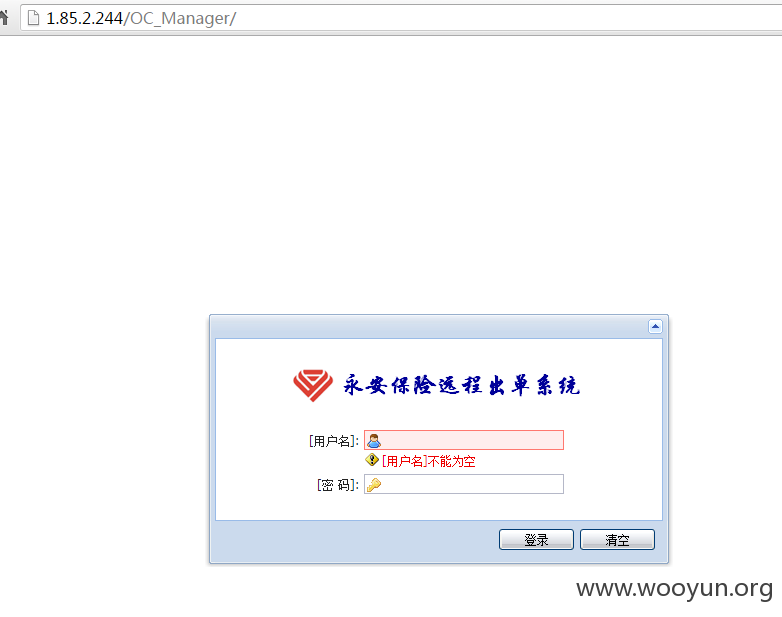 1.85.2.244/OC_Manager/
永安保险远程出单系统
[用户名]:
[用户名]不能为空
[密 码]:
登录 清空
www.wooyun.org